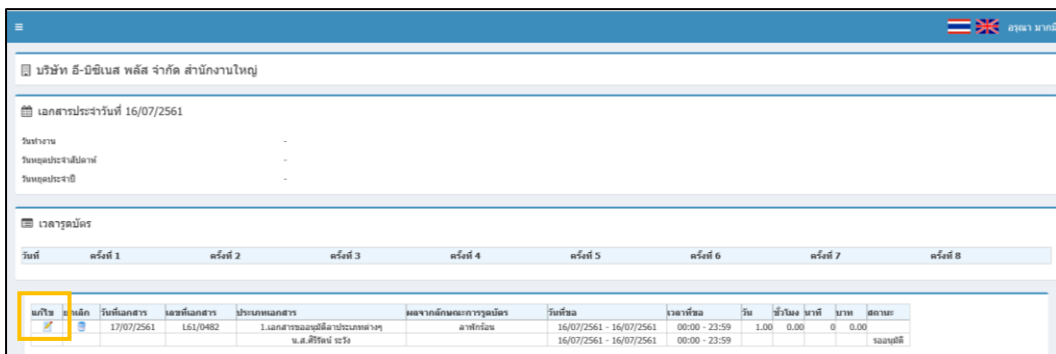 อรุณา มากมี
บริษัท อี-บิซิเนส พลัส จำกัด สำนักงานใหญ่
เอกสารประจำวันที่ 16/07/2561
วันทำงาน -
วันหยุดประจำสัปดาห์ -
วันหยุดประจำปี -
เวลารูดบัตร
วันที่ ครั้งที่ 1 ครั้งที่ 2 ครั้งที่ 3 ครั้งที่ 4 ครั้งที่ 5 ครั้งที่ 6 ครั้งที่ 7 ครั้งที่ 8
แก้ไข ยกเลิก วันที่เอกสาร เลขที่เอกสาร ประเภทเอกสาร ผลจากลักษณะการรูดบัตร วันที่ขอ เวลาที่ขอ วัน ชั่วโมง นาที บาท สถานะ
17/07/2561 L61/0482 1.เอกสารขออนุมัติลาประเภทต่างๆ ลาพักร้อน 16/07/2561 - 16/07/2561 00:00 - 23:59 1.00 0.00 0 0.00
น.ส.ศิริรัตน์ ระวัง 16/07/2561 - 16/07/2561 00:00 - 23:59 รออนุมัติ